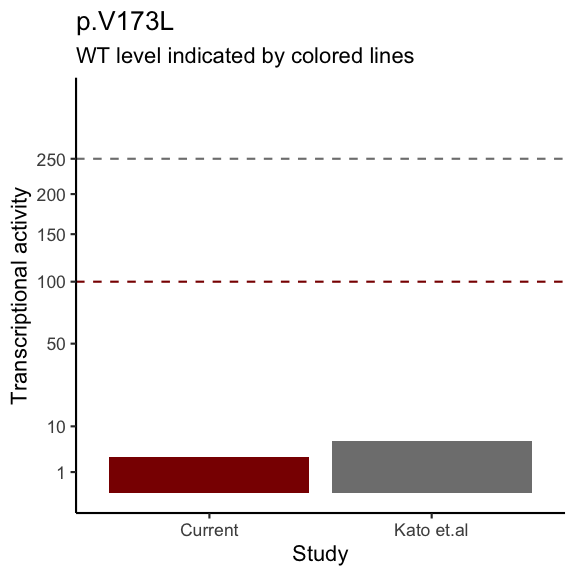 p.V173L
WT level indicated by colored lines
Transcriptional activity
250
200
150
100
50
10
1
Current
Kato et.al
Study